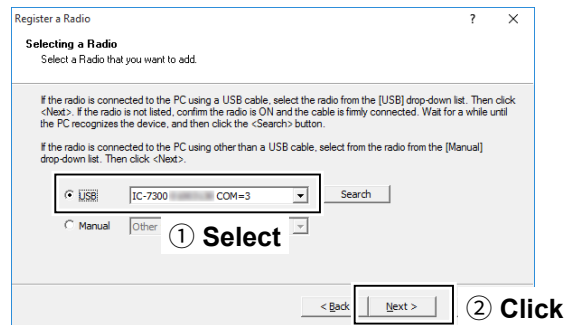 Register a Radio ? X
Selecting a Radio
Select a Radio that you want to add.
If the radio is connected to the PC using a USB cable, select the radio from the [USB] drop-down list. Then click
<Next>. If the radio is not listed, confirm the radio is ON and the cable is firmly connected. Wait for a while until
the PC recognizes the device, and then click the <Search> button.
If the radio is connected to the PC using other than a USB cable, select from the radio from the [Manual]
drop-down list. Then click <Next>.
USB IC-7300 COM=3 Search
Manual Other
① Select
< Back Next >
② Click